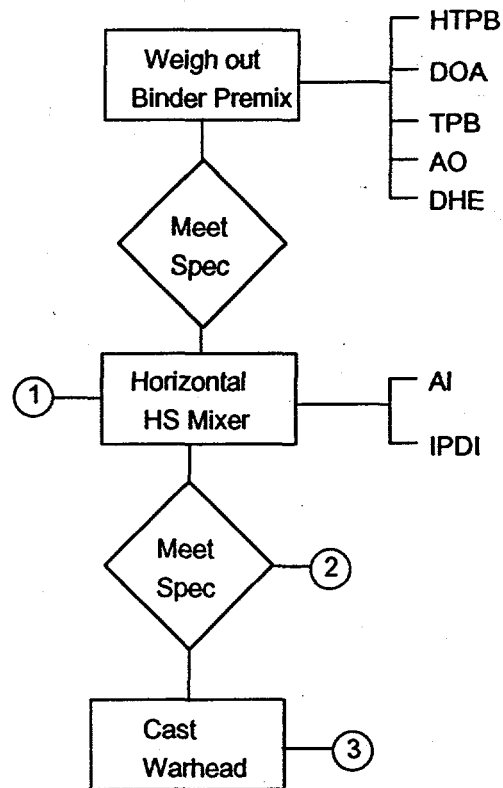 Weigh out
Binder Premix
HTPB
DOA
TPB
AO
DHE
Meet
Spec
1
Horizontal
HS Mixer
Al
IPDI
Meet
Spec
2
Cast
Warhead
3